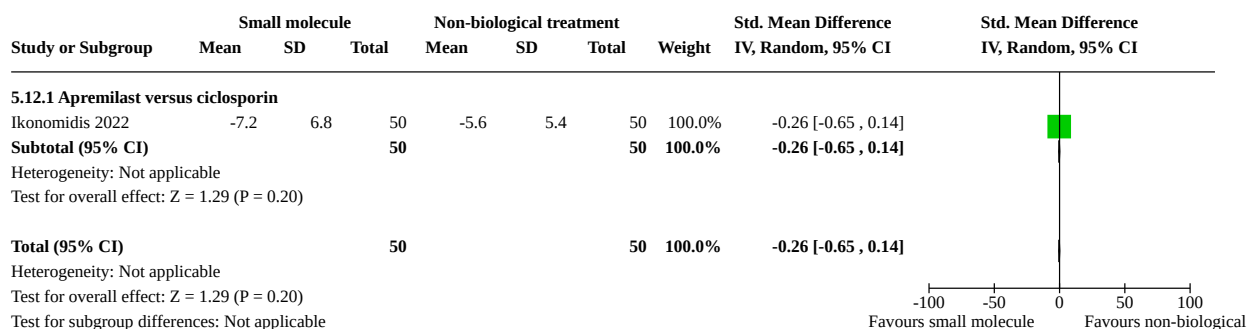 Small molecule Non-biological treatment Std. Mean Difference Std. Mean Difference
Study or Subgroup Mean SD Total Mean SD Total Weight IV, Random, 95% CI IV, Random, 95% CI
5.12.1 Apremilast versus ciclosporin
Ikonomidis 2022 -7.2 6.8 50 -5.6 5.4 50 100.0% -0.26 [-0.65 , 0.14]
Subtotal (95% CI) 50 50 100.0% -0.26 [-0.65 , 0.14]
Heterogeneity: Not applicable
Test for overall effect: Z = 1.29 (P = 0.20)
Total (95% CI) 50 50 100.0% -0.26 [-0.65 , 0.14]
Heterogeneity: Not applicable
Test for overall effect: Z = 1.29 (P = 0.20) -100 -50 0 50 100
Test for subgroup differences: Not applicable Favours small molecule Favours non-biological